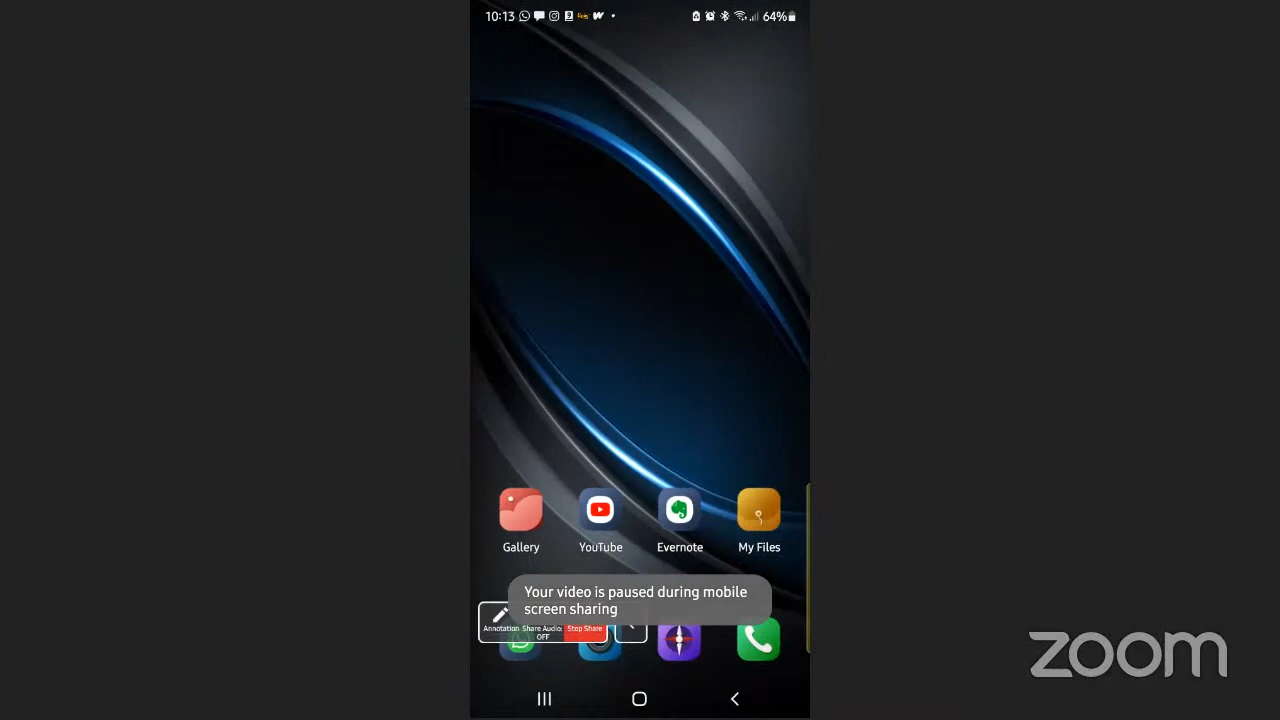 10:13
64%
Gallery
YouTube
Evernote
My Files
Your video is paused during mobile
screen sharing
Annotation Share Audio: Stop Share
OFF
zoom